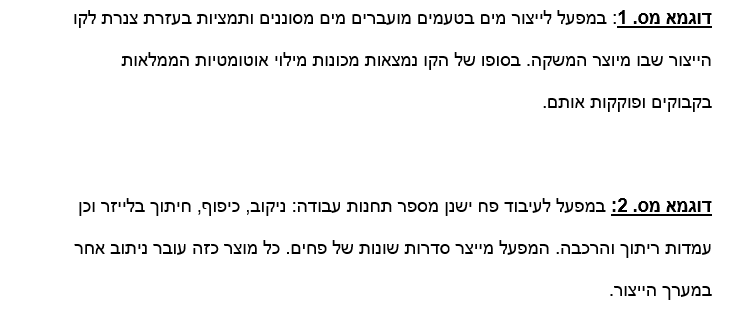 דוגמא מס. 1: במפעל לייצור מים בטעמים מועברים מים מסוננים ותמציות בעזרת צנרת לקו
הייצור שבו מיוצר המשקה. בסופו של הקו נמצאות מכונות מילוי אוטומטיות הממלאות
בקבוקים ופוקקות אותם.
דוגמא מס. 2: במפעל לעיבוד פח ישנן מספר תחנות עבודה: ניקוב, כיפוף, חיתוך בלייזר וכן
עמדות ריתוך והרכבה. המפעל מייצר סדרות שונות של פחים. כל מוצר כזה עובר ניתוב אחר
במערך הייצור.